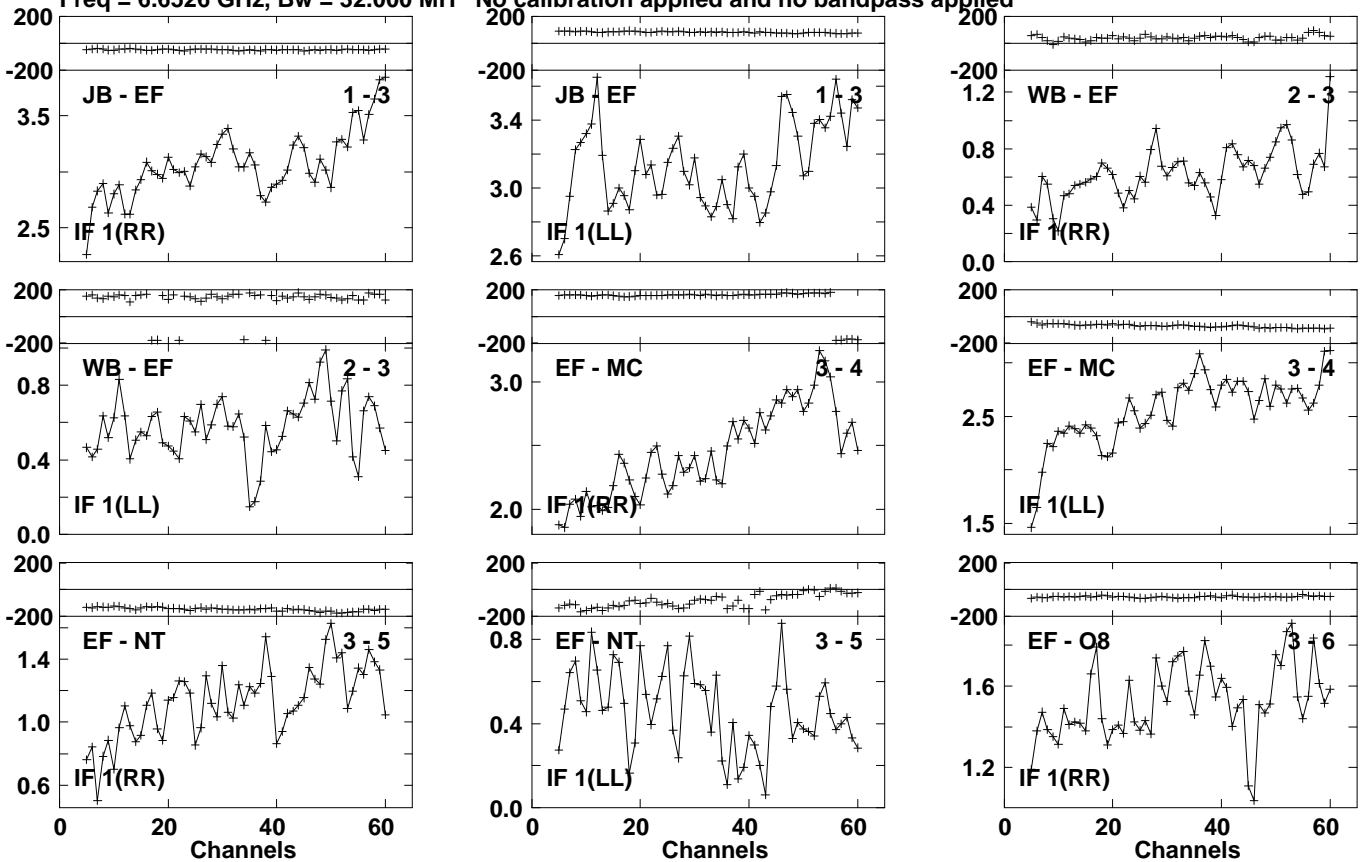 Freq = 6.6526 GHz, Bw = 32.000 MH No calibration applied and no bandpass applied
200
-200
3.5
2.5
JB - EF
1 - 3
IF 1(RR)
200
-200
3.4
3.0
2.6
JB - EF
1 - 3
IF 1(LL)
200
-200
1.2
0.8
0.4
0.0
WB - EF
2 - 3
IF 1(RR)
200
-200
0.8
0.4
0.0
WB - EF
2 - 3
IF 1(LL)
200
-200
3.0
2.0
EF - MC
3 - 4
IF 1(RR)
200
-200
2.5
1.5
EF - MC
3 - 4
IF 1(LL)
200
-200
1.4
1.0
0.6
EF - NT
3 - 5
IF 1(RR)
0 20 40 60
Channels
200
-200
0.8
0.4
0.0
EF - NT
3 - 5
IF 1(LL)
0 20 40 60
Channels
200
-200
1.6
1.2
EF - O8
3 - 6
IF 1(RR)
0 20 40 60
Channels